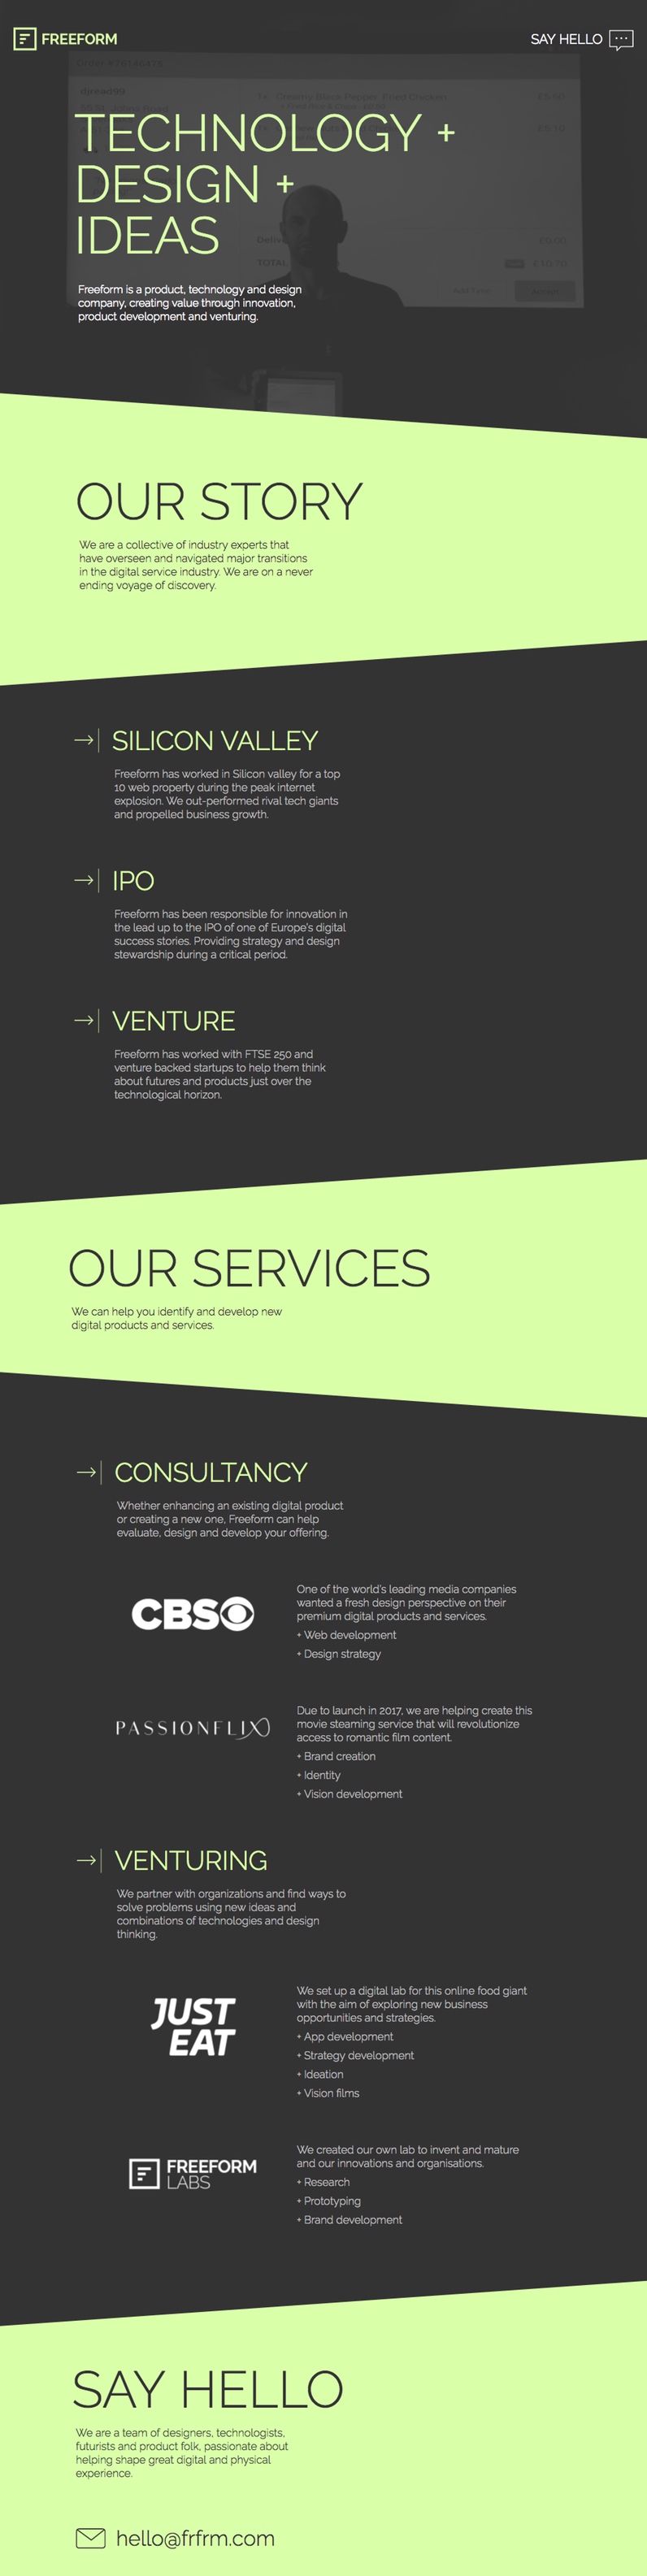 FREEFORM
SAY HELLO
TECHNOLOGY +
DESIGN +
IDEAS
Freeform is a product, technology and design
company, creating value through innovation,
product development and venturing.
OUR STORY
We are a collective of industry experts that
have overseen and navigated major transitions
in the digital service industry. We are on a never
ending voyage of discovery.
SILICON VALLEY
Freeform has worked in Silicon valley for a top
10 web property during the peak internet
explosion. We out-performed rival tech giants
and propelled business growth.
IPO
Freeform has been responsible for innovation in
the lead up to the IPO of one of Europe's digital
success stories. Providing strategy and design
stewardship during a critical period.
VENTURE
Freeform has worked with FTSE 250 and
venture backed startups to help them think
about futures and products just over the
technological horizon.
OUR SERVICES
We can help you identify and develop new
digital products and services.
CONSULTANCY
Whether enhancing an existing digital product
or creating a new one, Freeform can help
evaluate, design and develop your offering.
CBS
One of the world's leading media companies
wanted a fresh design perspective on their
premium digital products and services.
+ Web development
+ Design strategy
PASSIONFLIX
Due to launch in 2017, we are helping create this
movie steaming service that will revolutionize
access to romantic film content.
+ Brand creation
+ Identity
+ Vision development
VENTURING
We partner with organizations and find ways to
solve problems using new ideas and
combinations of technologies and design
thinking.
JUST
EAT
We set up a digital lab for this online food giant
with the aim of exploring new business
opportunities and strategies.
+ App development
+ Strategy development
+ Ideation
+ Vision films
FREEFORM
LABS
We created our own lab to invent and mature
and our innovations and organisations.
+ Research
+ Prototyping
+ Brand development
SAY HELLO
We are a team of designers, technologists,
futurists and product folk, passionate about
helping shape great digital and physical
experience.
hello@frfrm.com